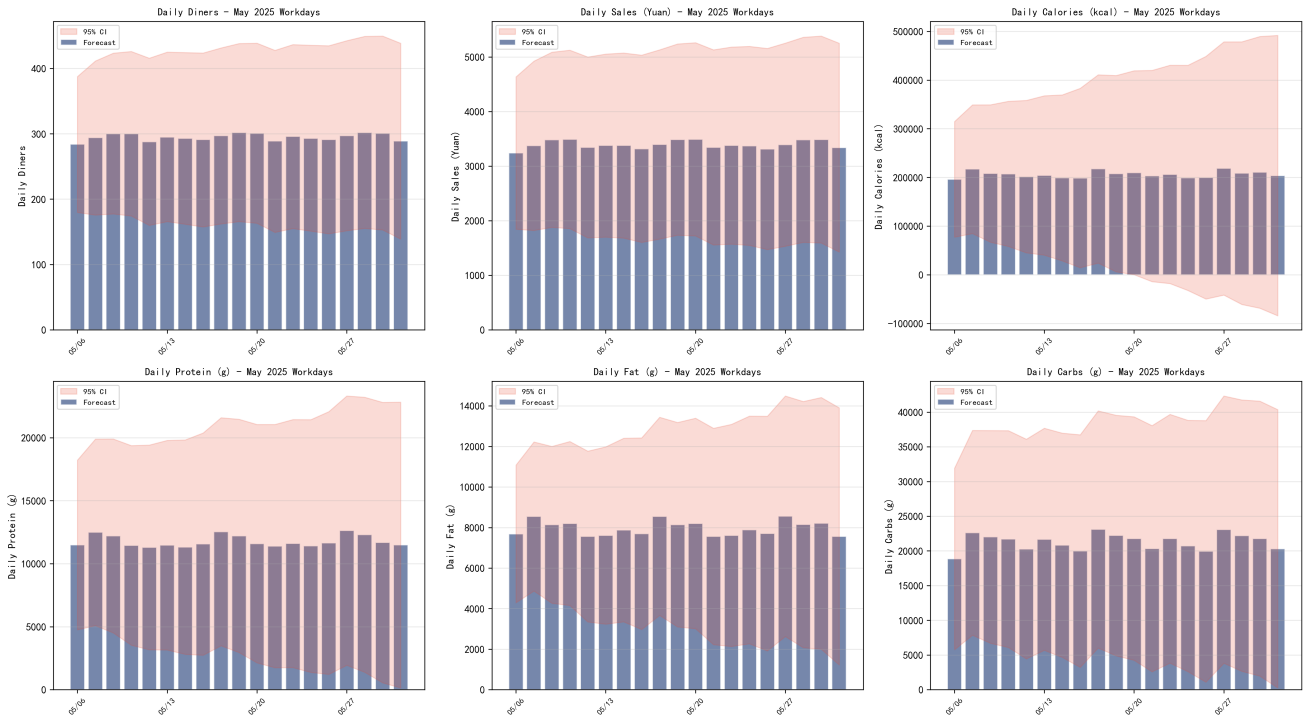 Daily Diners - May 2025 Workdays
95% CI
Forecast
Daily Diners
400
300
200
100
0
05/06
05/13
05/20
05/27
Daily Sales (Yuan) - May 2025 Workdays
95% CI
Forecast
Daily Sales (Yuan)
5000
4000
3000
2000
1000
0
05/06
05/13
05/20
05/27
Daily Calories (kcal) - May 2025 Workdays
95% CI
Forecast
Daily Calories (kcal)
500000
400000
300000
200000
100000
0
−100000
05/06
05/13
05/20
05/27
Daily Protein (g) - May 2025 Workdays
95% CI
Forecast
Daily Protein (g)
20000
15000
10000
5000
0
05/06
05/13
05/20
05/27
Daily Fat (g) - May 2025 Workdays
95% CI
Forecast
Daily Fat (g)
14000
12000
10000
8000
6000
4000
2000
0
05/06
05/13
05/20
05/27
Daily Carbs (g) - May 2025 Workdays
95% CI
Forecast
Daily Carbs (g)
40000
35000
30000
25000
20000
15000
10000
5000
0
05/06
05/13
05/20
05/27